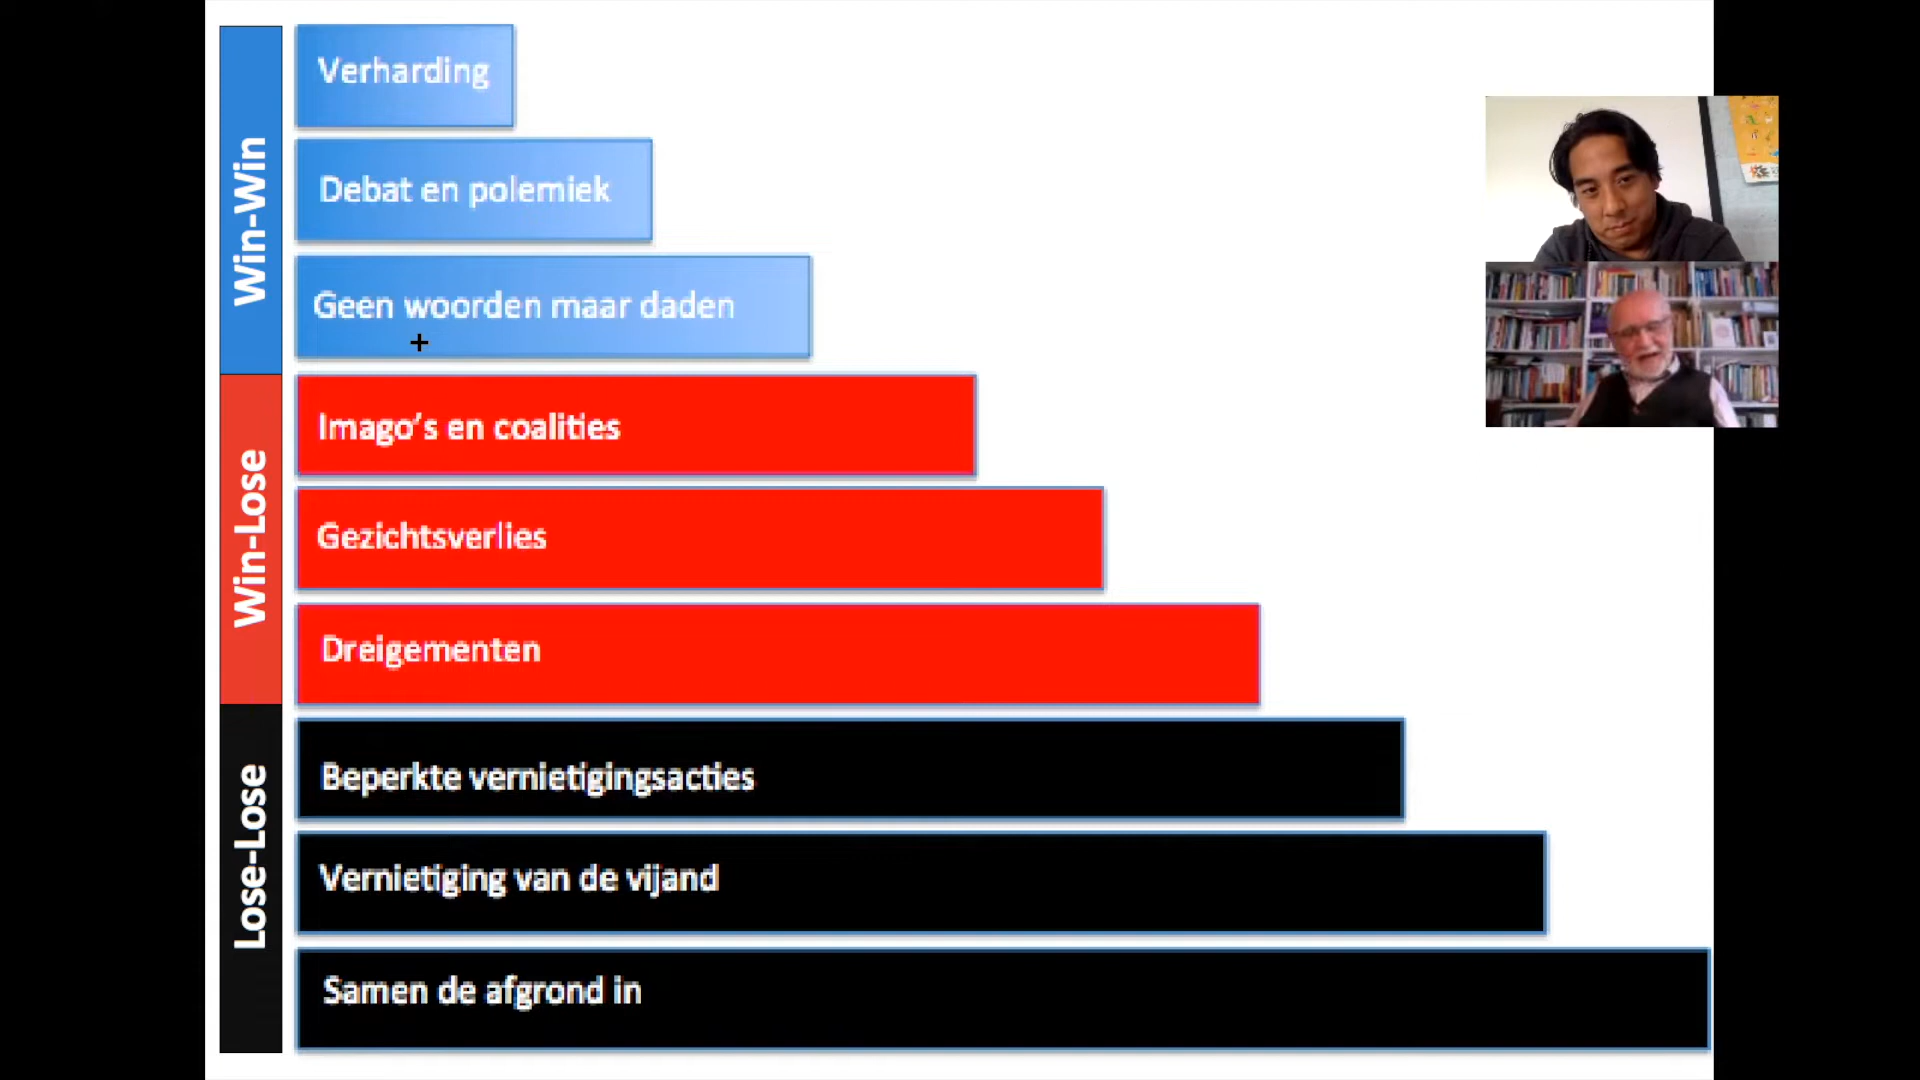 Win-Win
Verharding
Debat en polemiek
Geen woorden maar daden
Win-Lose
Imago's en coalities
Gezichtsverlies
Dreigementen
Lose-Lose
Beperkte vernietigingsacties
Vernietiging van de vijand
Samen de afgrond in